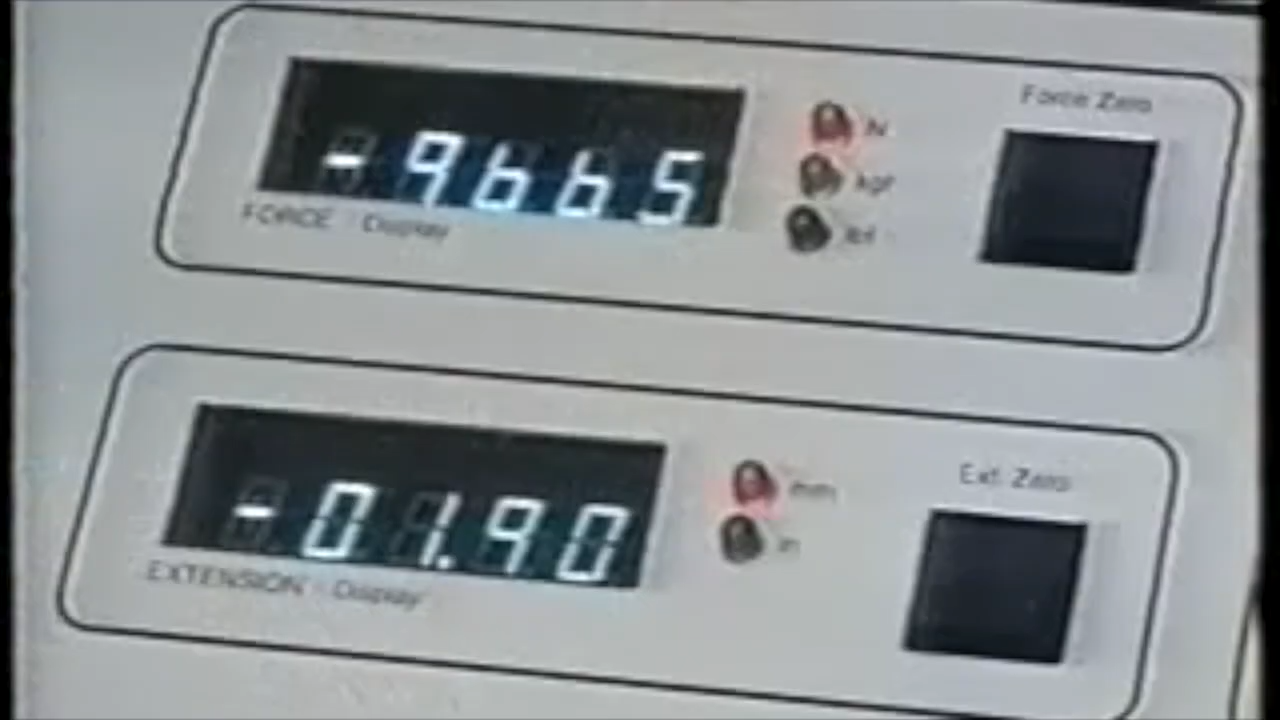 -9665
N
kgf
lbf
Force Zero
FORCE - Display
-01.90
mm
in
Ext. Zero
EXTENSION - Display